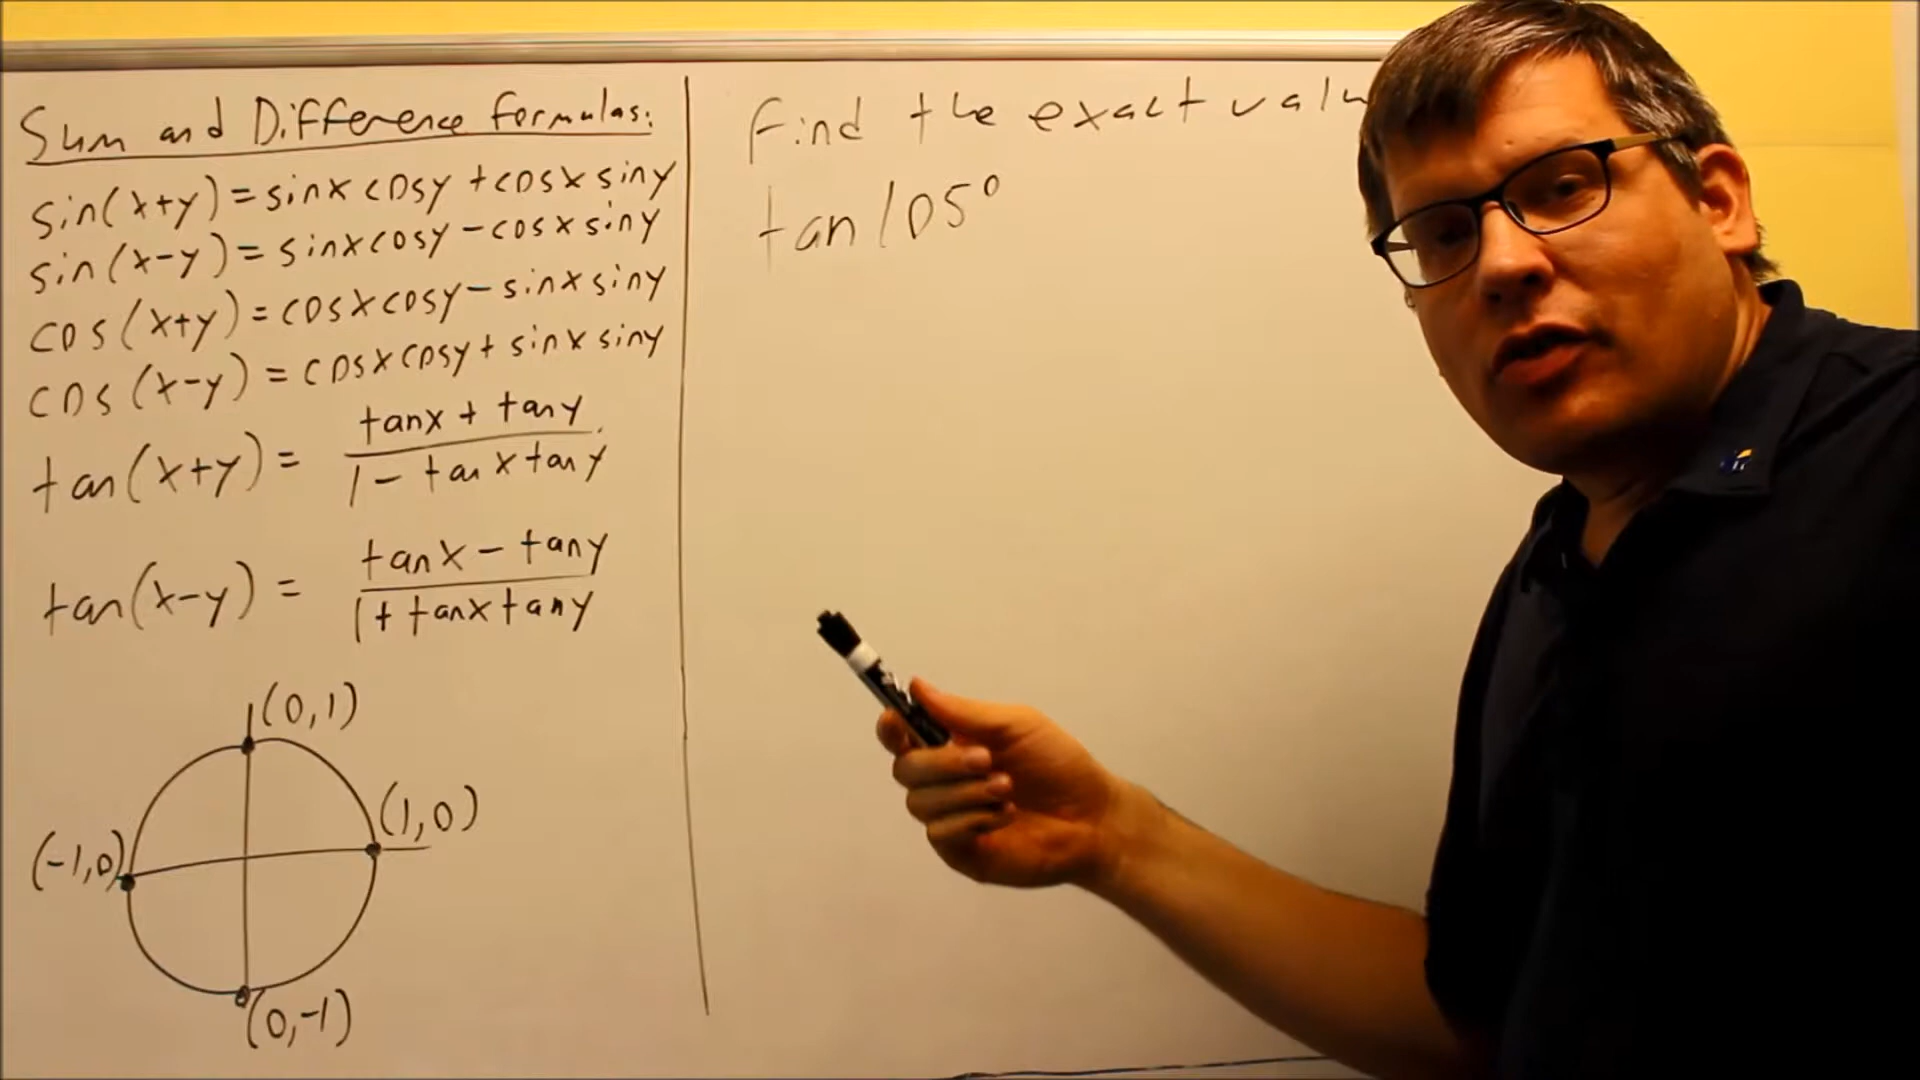 Sum and Difference formulas:
sin(x+y) = sinx cosy + cosx siny
sin(x-y) = sinx cosy - cosx siny
cos(x+y) = cosx cosy - sinx siny
cos(x-y) = cosx cosy + sinx siny
tan(x+y) =
tanx + tany
1 - tanx tany
tan(x-y) =
tanx - tany
1 + tanx tany
(0,1)
(1,0)
(-1,0)
(0,-1)
Find the exact valu
tan 105°